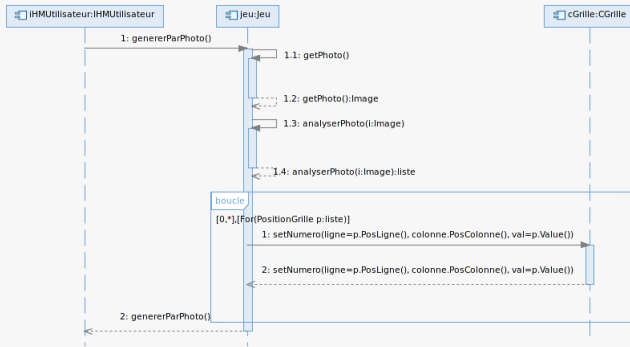 iHMUtilisateur:IHMUtilisateur
jeu:Jeu
cGrille:CGrille
1: genererParPhoto()
1.1: getPhoto()
1.2: getPhoto():Image
1.3: analyserPhoto(i:Image)
1.4: analyserPhoto(i:Image):liste
boucle
[0,*],[For(PositionGrille p:liste)]
1: setNumero(ligne=p.PosLigne(), colonne.PosColonne(), val=p.Value())
2: setNumero(ligne=p.PosLigne(), colonne.PosColonne(), val=p.Value())
2: genererParPhoto()